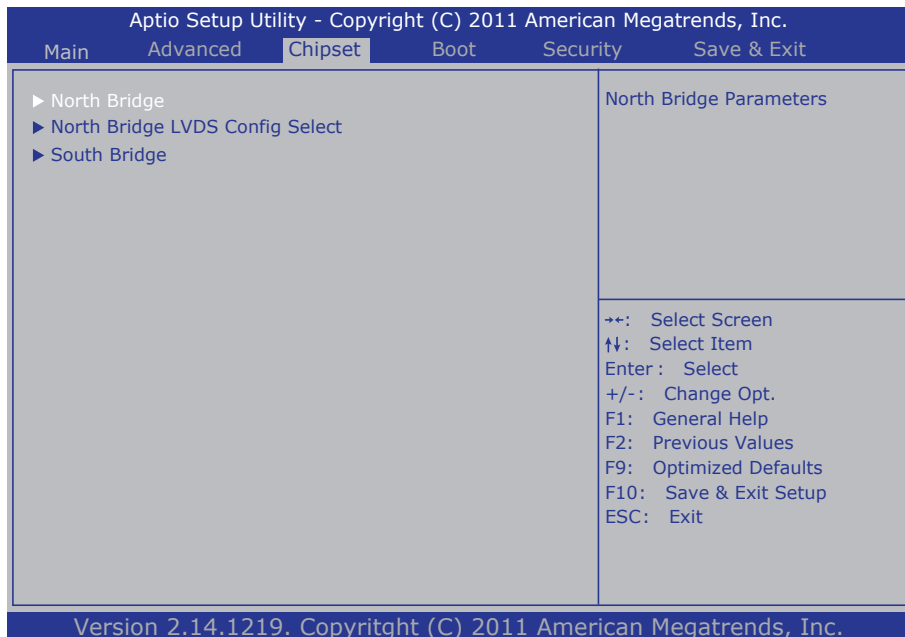 Aptio Setup Utility - Copyright (C) 2011 American Megatrends, Inc.
Main Advanced Chipset Boot Security Save & Exit
▶ North Bridge
▶ North Bridge LVDS Config Select
▶ South Bridge
North Bridge Parameters
→←: Select Screen
↑↓: Select Item
Enter : Select
+/-: Change Opt.
F1: General Help
F2: Previous Values
F9: Optimized Defaults
F10: Save & Exit Setup
ESC: Exit
Version 2.14.1219. Copyritght (C) 2011 American Megatrends, Inc.